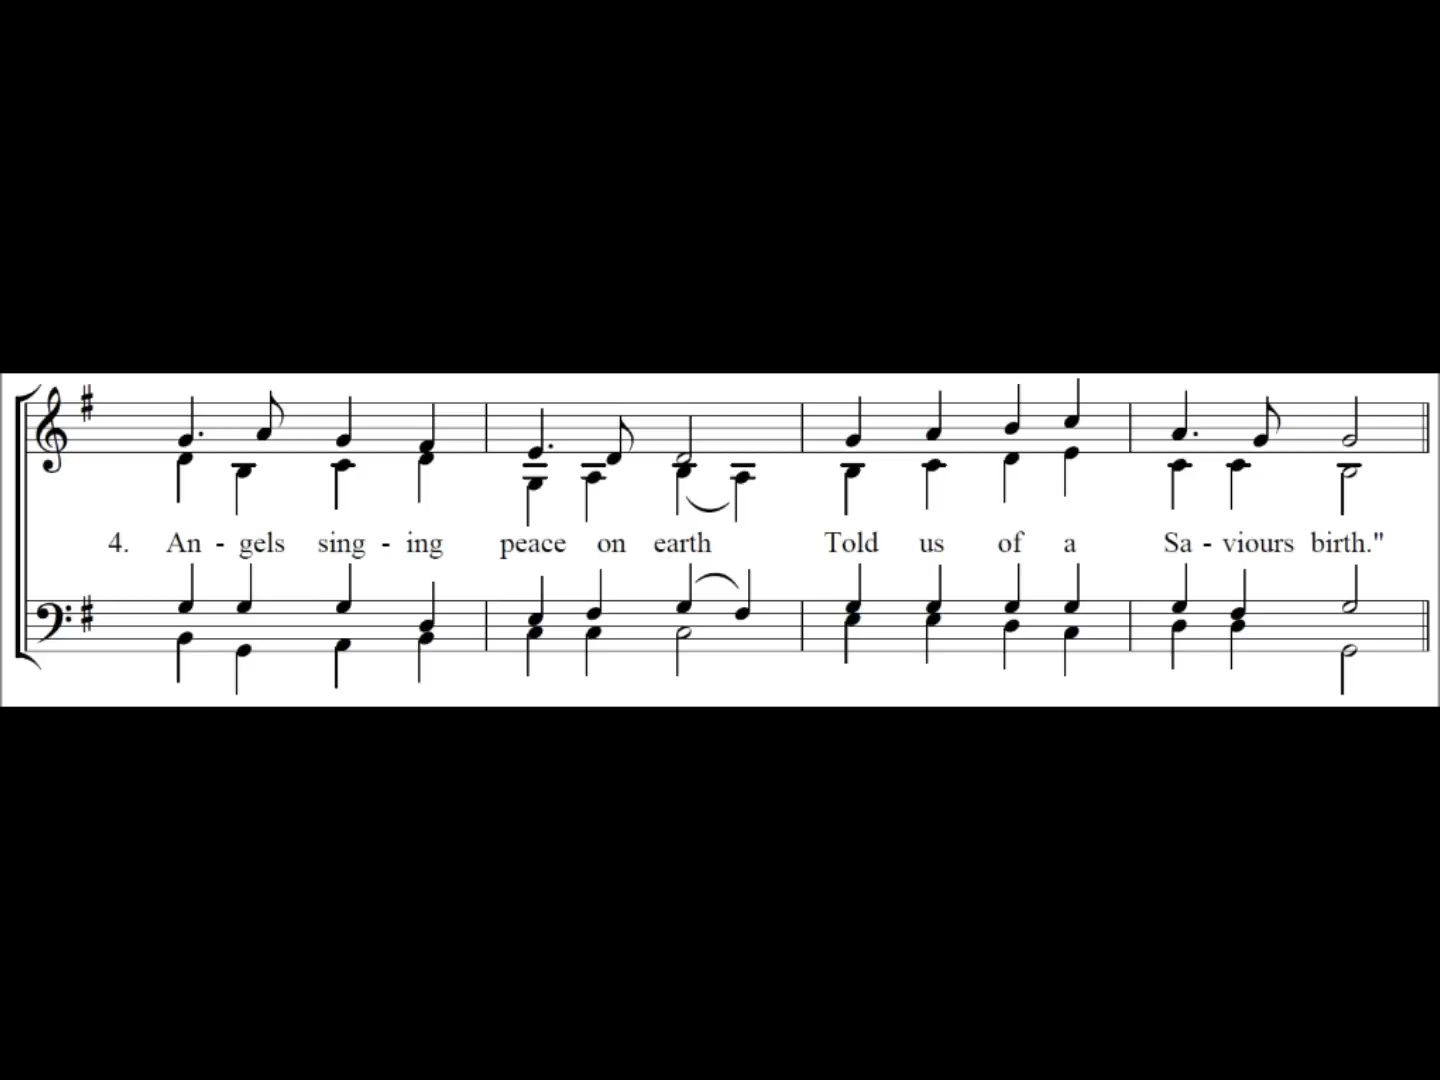 4. An - gels sing - ing peace on earth Told us of a Sa - viours birth."